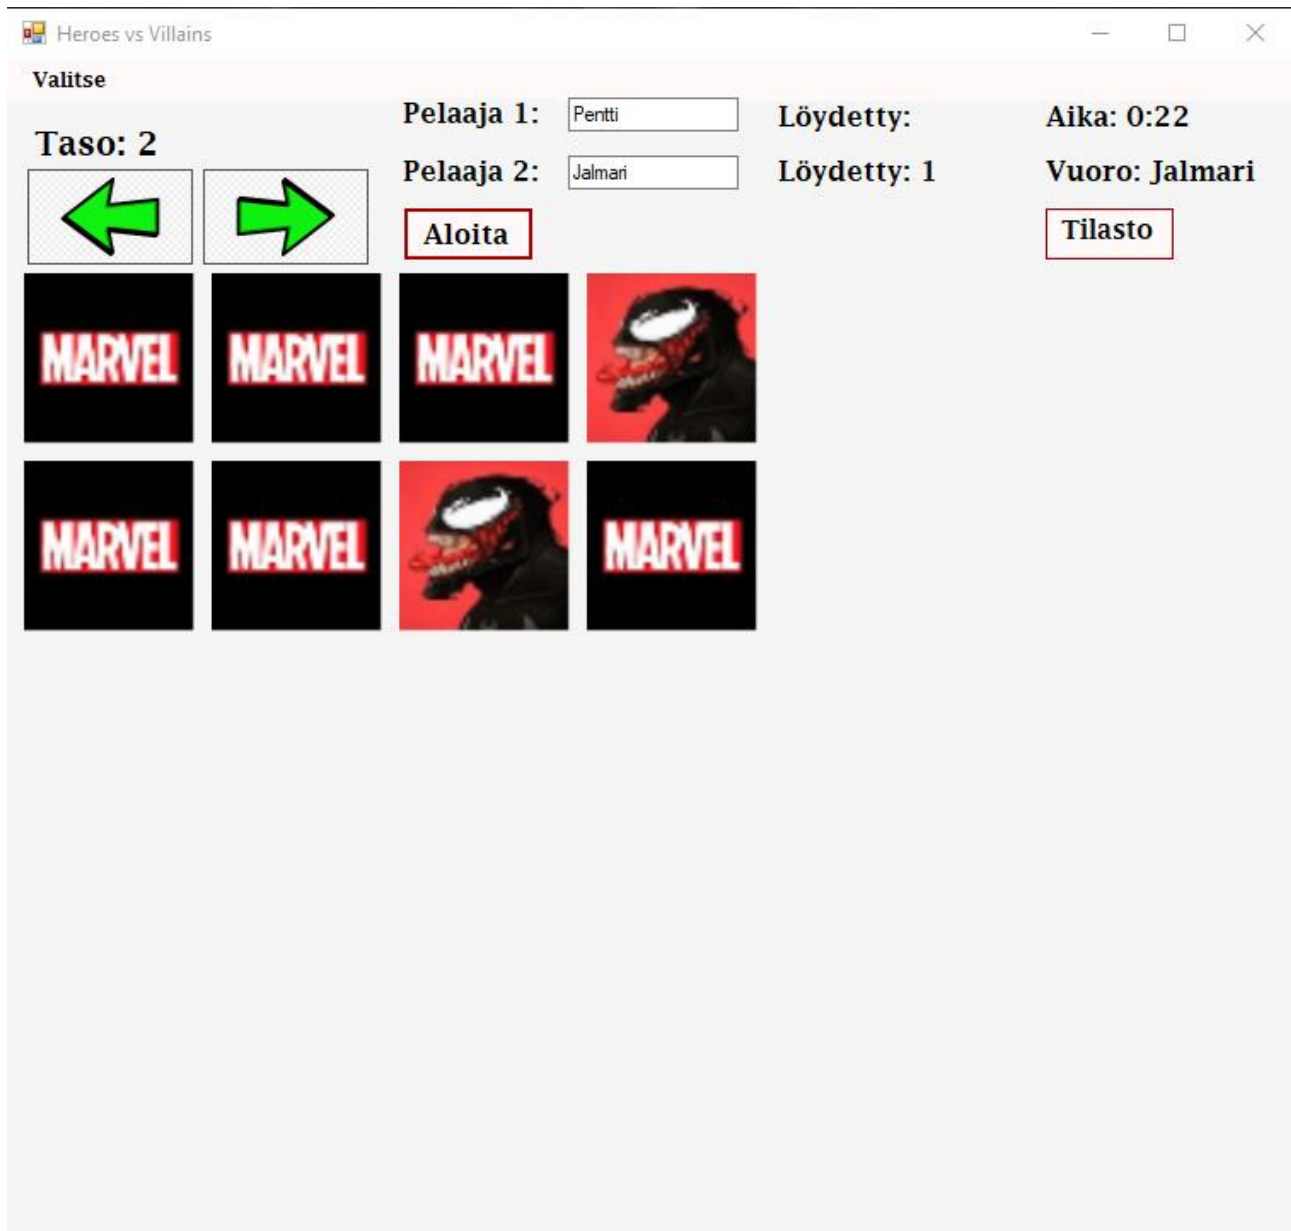 Heroes vs Villains
Valitse
Taso: 2
Pelaaja 1: Pentti Löydetty: Aika: 0:22
Pelaaja 2: Jalmari Löydetty: 1 Vuoro: Jalmari
Aloita Tilasto
MARVEL MARVEL MARVEL
MARVEL MARVEL MARVEL